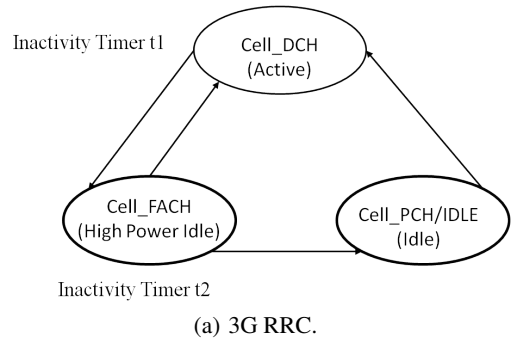 Inactivity Timer t1
Cell_DCH
(Active)
Cell_FACH
(High Power Idle)
Cell_PCH/IDLE
(Idle)
Inactivity Timer t2
(a) 3G RRC.